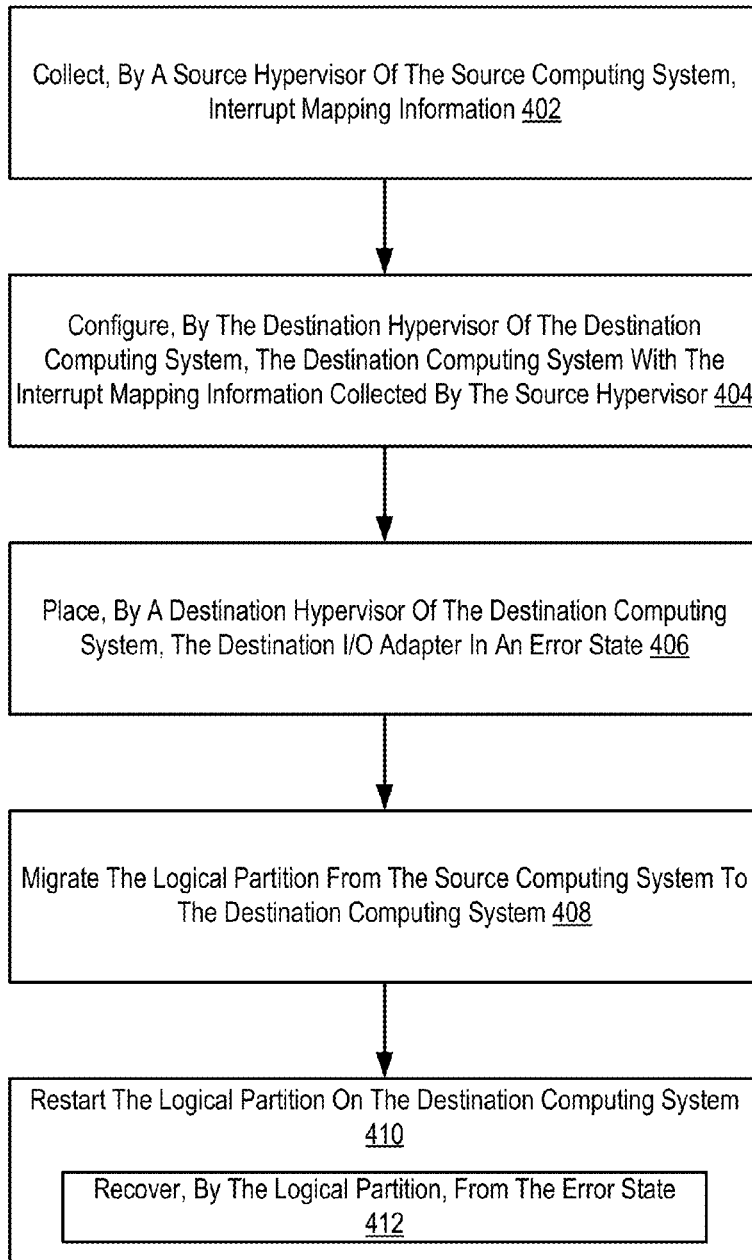 Collect, By A Source Hypervisor Of The Source Computing System,
Interrupt Mapping Information 402
Configure, By The Destination Hypervisor Of The Destination
Computing System, The Destination Computing System With The
Interrupt Mapping Information Collected By The Source Hypervisor 404
Place, By A Destination Hypervisor Of The Destination Computing
System, The Destination I/O Adapter In An Error State 406
Migrate The Logical Partition From The Source Computing System To
The Destination Computing System 408
Restart The Logical Partition On The Destination Computing System
410
Recover, By The Logical Partition, From The Error State
412